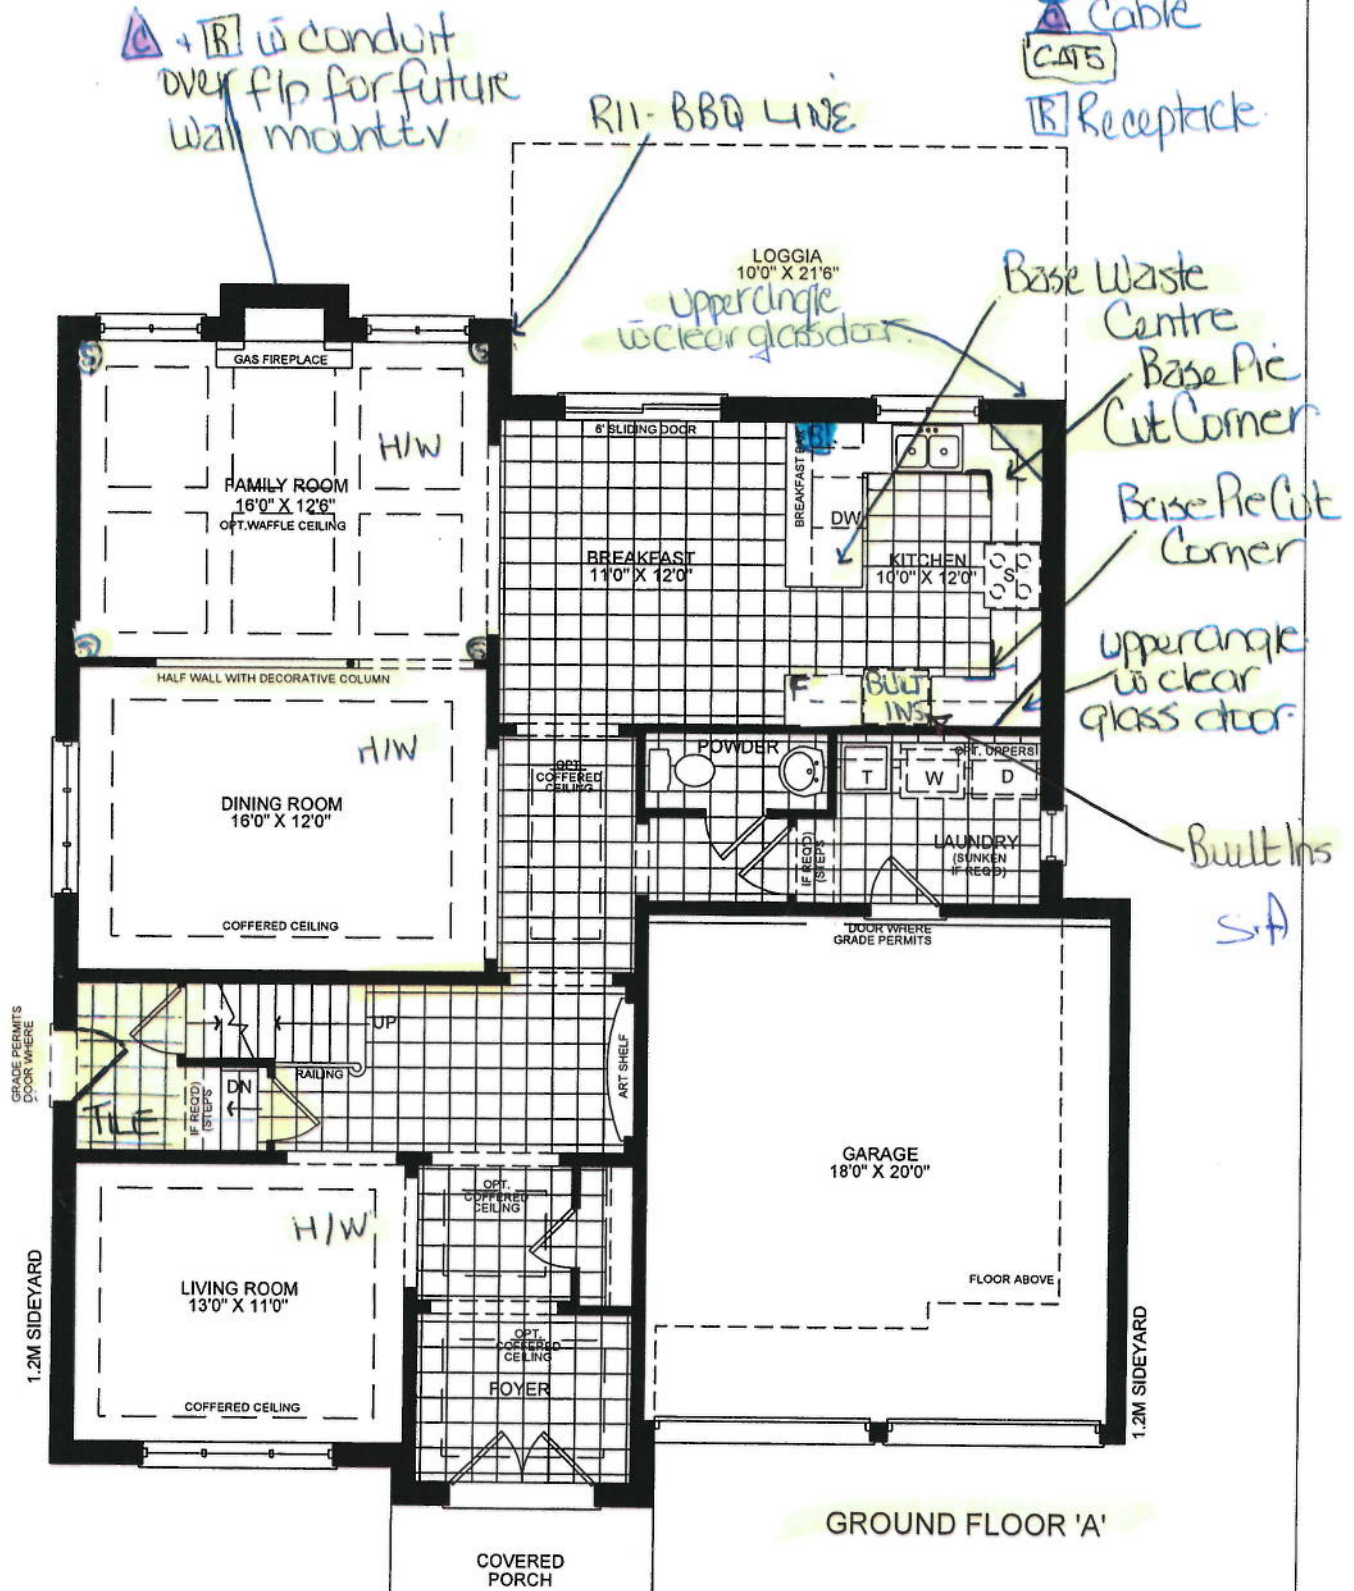 C + R w conduit
over f/p for future
wall mount tv
C Cable
CAT5
R Receptacle
R11 - BBQ LINE
LOGGIA
10'0" X 21'6"
Upper angle
w clear glass door
Base Waste
Centre
Base Pie
Cut Corner
Base Pie Cut
Corner
upper angle
w clear
glass door
Built Ins
S.A
GAS FIREPLACE
S
S
H/W
FAMILY ROOM
16'0" X 12'6"
OPT.WAFFLE CEILING
S
S
6' SLIDING DOOR
BREAKFAST BAR
DW
BREAKFAST
11'0" X 12'0"
KITCHEN
10'0" X 12'0"
S
F
BUILT
INS
HALF WALL WITH DECORATIVE COLUMN
H/W
DINING ROOM
16'0" X 12'0"
COFFERED CEILING
OPT.
COFFERED
CEILING
POWDER
OPT. UPPERS
T
W
D
LAUNDRY
(SUNKEN
IF REQ'D)
IF REQ'D)
(STEPS
DOOR WHERE
GRADE PERMITS
GRADE PERMITS
DOOR WHERE
UP
RAILING
DN
IF REQ'D)
(STEPS
TILE
ART SHELF
GARAGE
18'0" X 20'0"
FLOOR ABOVE
OPT.
COFFERED
CEILING
H/W
LIVING ROOM
13'0" X 11'0"
COFFERED CEILING
OPT.
COFFERED
CEILING
FOYER
1.2M SIDEYARD
1.2M SIDEYARD
GROUND FLOOR 'A'
COVERED
PORCH